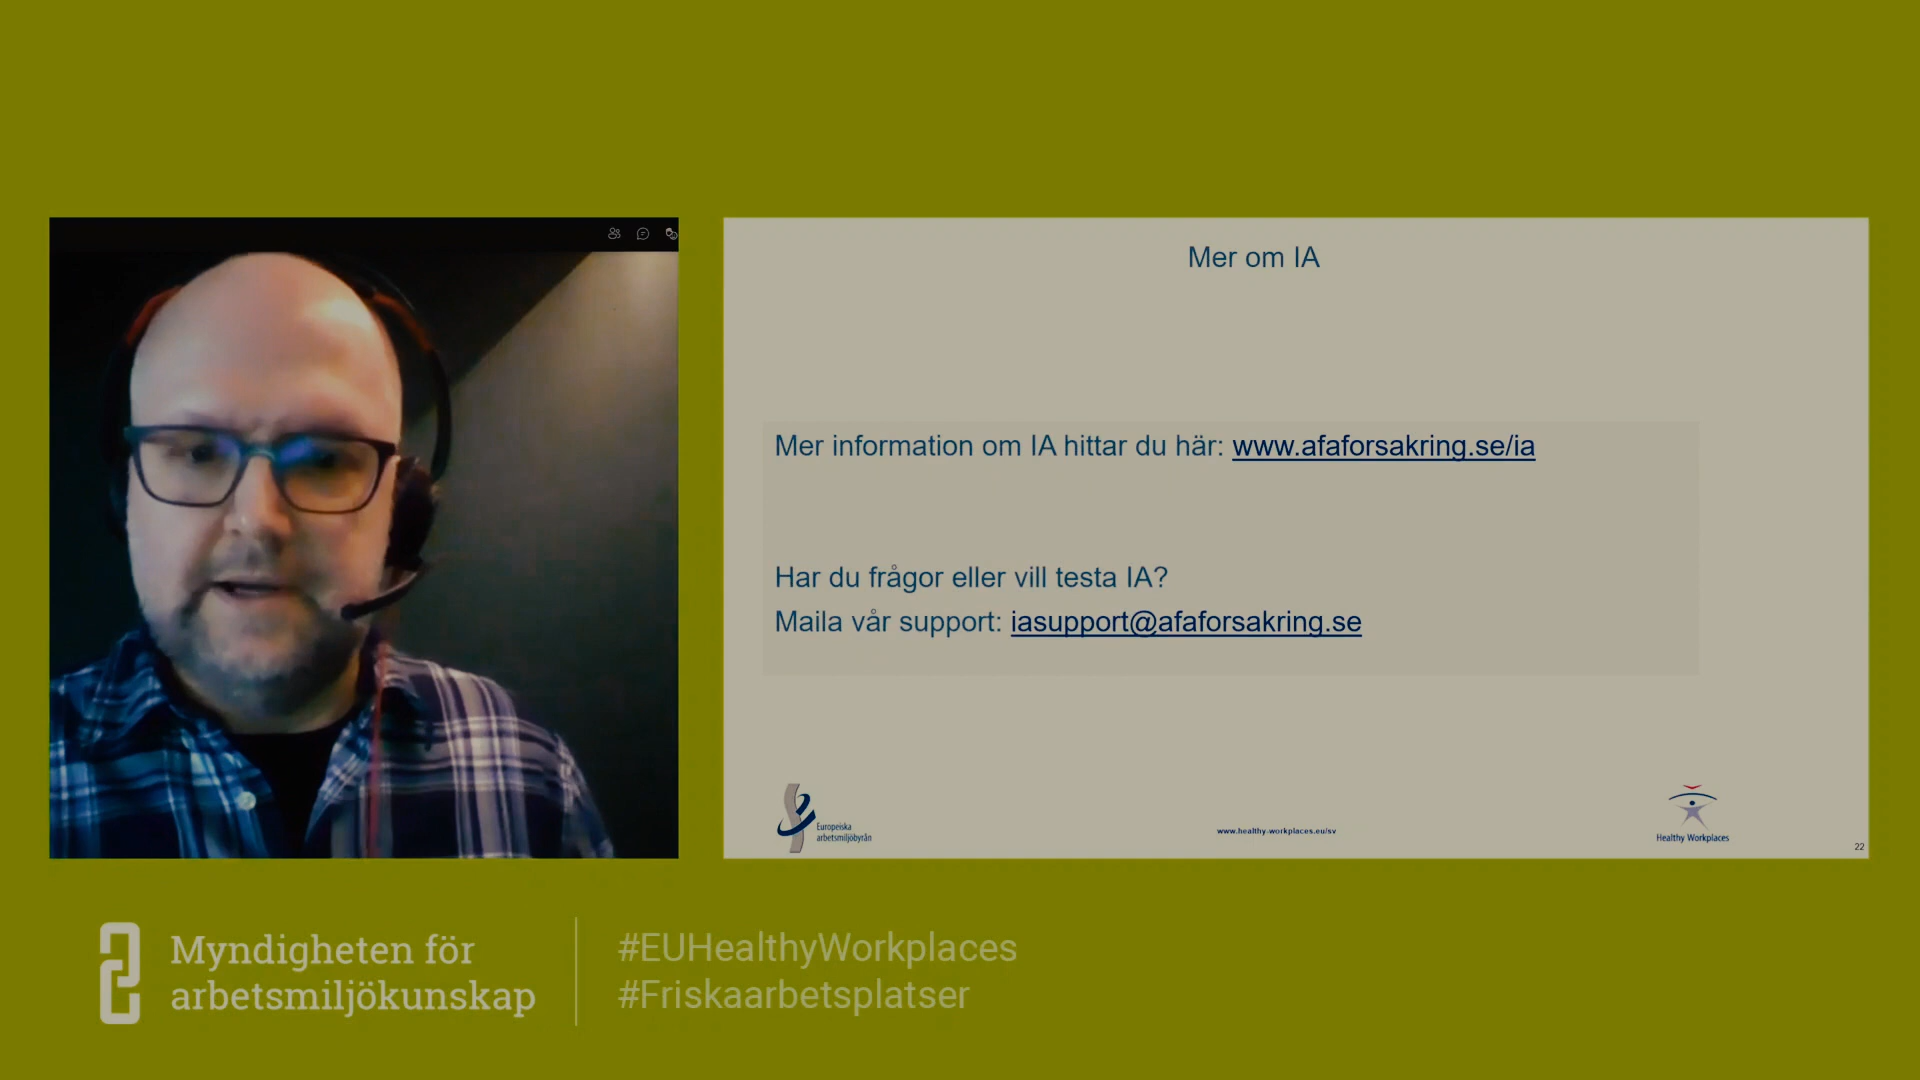 Mer om IA
Mer information om IA hittar du här: www.afaforsakring.se/ia
Har du frågor eller vill testa IA?
Maila vår support: iasupport@afaforsakring.se
Europeiska
arbetsmiljöbyrån
www.healthy-workplaces.eu/sv
Healthy Workplaces
22
Myndigheten för
arbetsmiljökunskap
#EUHealthyWorkplaces
#Friskaarbetsplatser